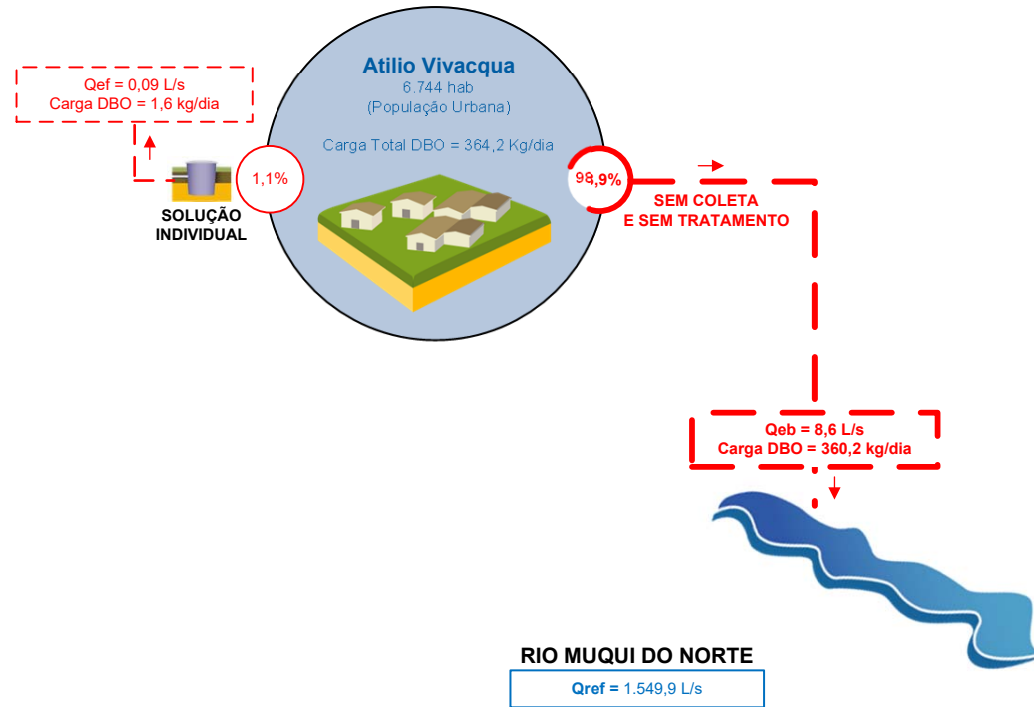 Atilio Vivacqua
6.744 hab
(População Urbana)
Carga Total DBO = 364,2 Kg/dia
Qef = 0,09 L/s
Carga DBO = 1,6 kg/dia
1,1%
SOLUÇÃO
INDIVIDUAL
98,9%
SEM COLETA
E SEM TRATAMENTO
Qeb = 8,6 L/s
Carga DBO = 360,2 kg/dia
RIO MUQUI DO NORTE
Qref = 1.549,9 L/s